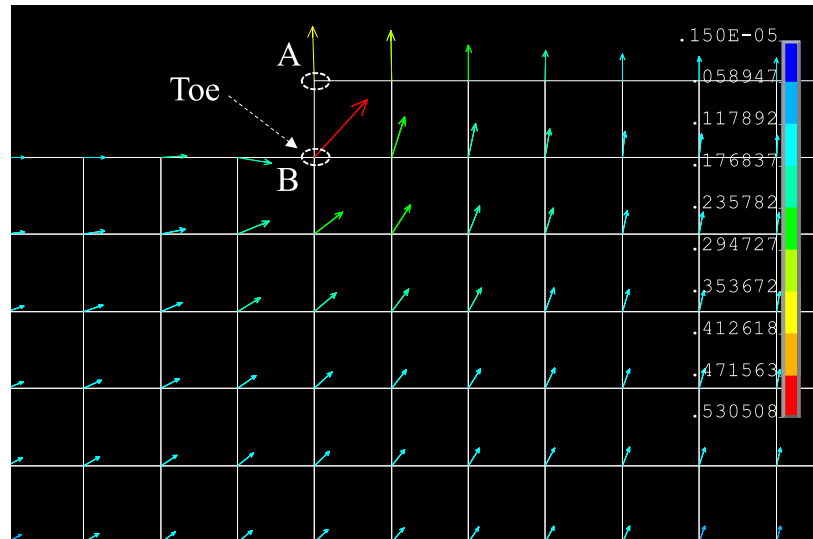 .150E-05
A
.058947
Toe
.117892
.176837
B
.235782
.294727
.353672
.412618
.471563
.530508